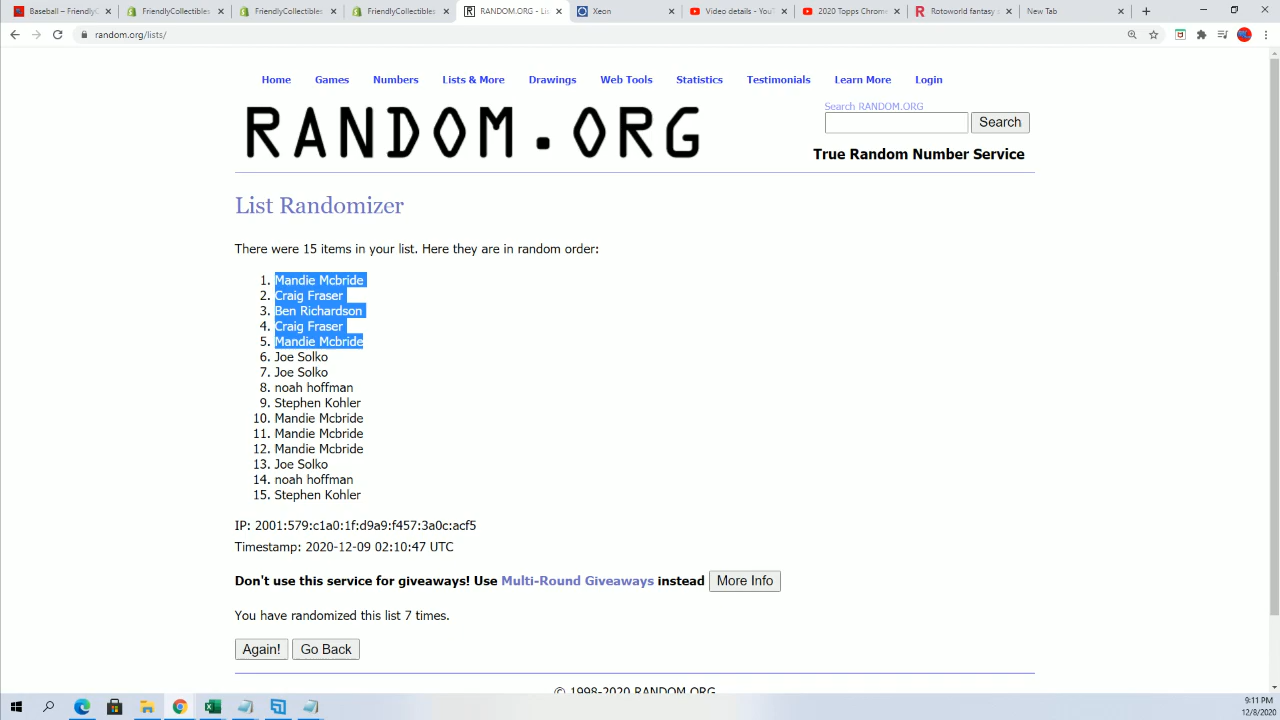 Baseball – FriendlyC
FriendlyCollectibles
FriendlyCollectibles
FriendlyCollectibles
RANDOM.ORG - Lis
Xeon
Video details - YouT
2020 Topps Chrome
Rotoworld fantasy a
New Tab
random.org/lists/
Home Games Numbers Lists & More Drawings Web Tools Statistics Testimonials Learn More Login
RANDOM.ORG
Search RANDOM.ORG
Search
True Random Number Service
List Randomizer
There were 15 items in your list. Here they are in random order:
1. Mandie Mcbride
2. Craig Fraser
3. Ben Richardson
4. Craig Fraser
5. Mandie Mcbride
6. Joe Solko
7. Joe Solko
8. noah hoffman
9. Stephen Kohler
10. Mandie Mcbride
11. Mandie Mcbride
12. Mandie Mcbride
13. Joe Solko
14. noah hoffman
15. Stephen Kohler
IP: 2001:579:c1a0:1f:d9a9:f457:3a0c:acf5
Timestamp: 2020-12-09 02:10:47 UTC
Don't use this service for giveaways! Use Multi-Round Giveaways instead More Info
You have randomized this list 7 times.
Again! Go Back
© 1998-2020 RANDOM.ORG
9:11 PM
12/8/2020